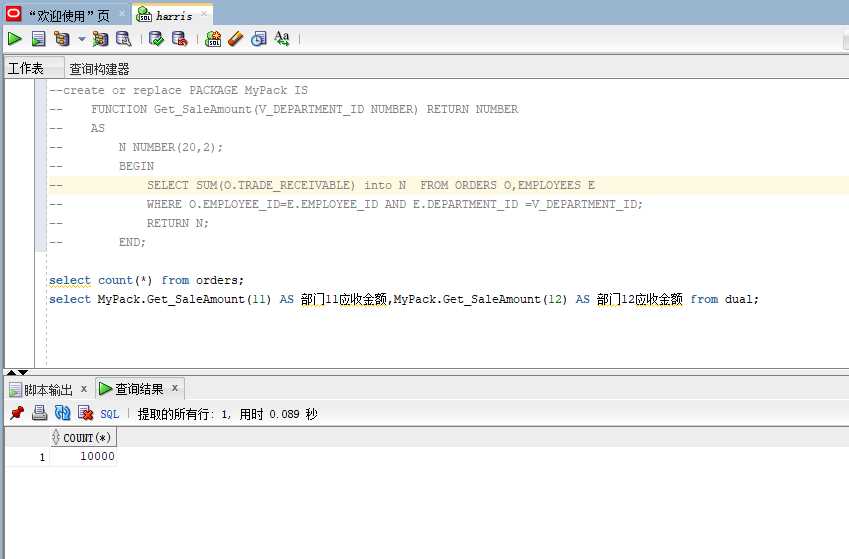 “欢迎使用”页 × harris ×
工作表 查询构建器
--create or replace PACKAGE MyPack IS
--    FUNCTION Get_SaleAmount(V_DEPARTMENT_ID NUMBER) RETURN NUMBER
--    AS
--        N NUMBER(20,2);
--        BEGIN
--            SELECT SUM(O.TRADE_RECEIVABLE) into N  FROM ORDERS O,EMPLOYEES E
--            WHERE O.EMPLOYEE_ID=E.EMPLOYEE_ID AND E.DEPARTMENT_ID =V_DEPARTMENT_ID;
--            RETURN N;
--        END;
select count(*) from orders;
select MyPack.Get_SaleAmount(11) AS 部门11应收金额,MyPack.Get_SaleAmount(12) AS 部门12应收金额 from dual;
脚本输出 x 查询结果 x
SQL 提取的所有行: 1, 用时 0.089 秒
COUNT(*)
1 10000